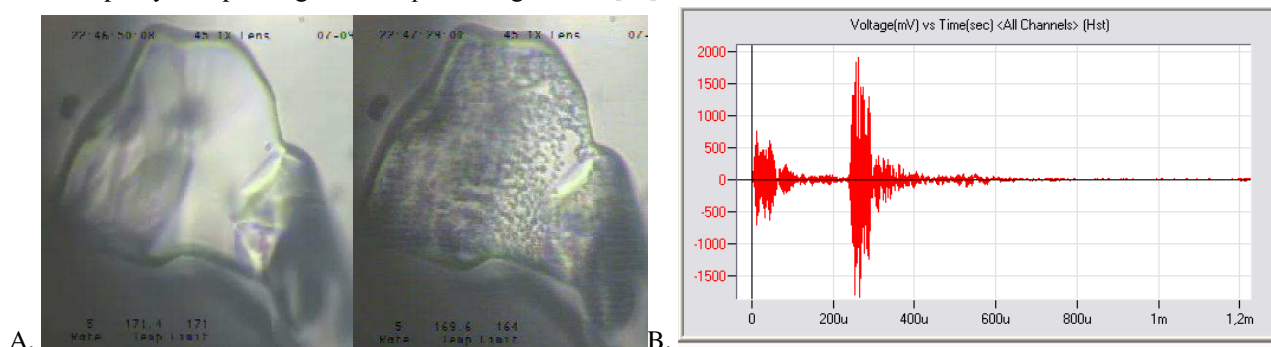 22:46:50:08 45 1X Lens 07-09
22:47:29:00 45 1X Lens 07-
5 171.4 171
Rate Temp Limit
5 169.6 164
Rate Temp Limit
A.
B.
Voltage(mV) vs Time(sec) <All Channels> (Hst)
2000
1500
1000
500
0
-500
-1000
-1500
0 200u 400u 600u 800u 1m 1,2m